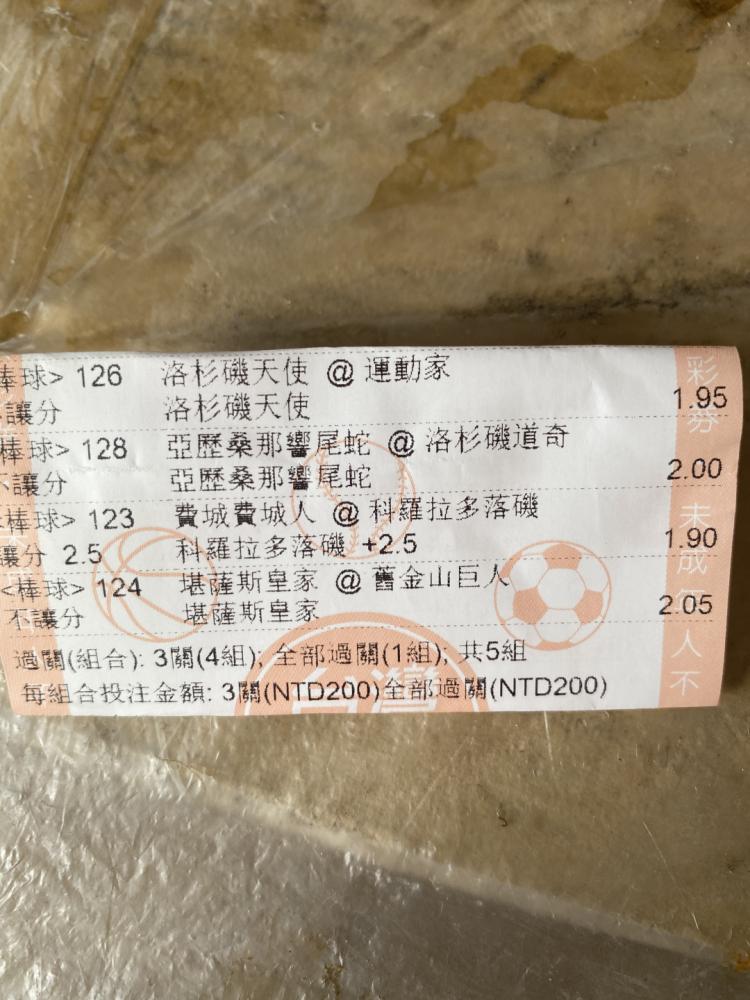 棒球> 126 洛杉磯天使 @ 運動家
讓分 洛杉磯天使 1.95
棒球> 128 亞歷桑那響尾蛇 @ 洛杉磯道奇
讓分 亞歷桑那響尾蛇 2.00
棒球> 123 費城費城人 @ 科羅拉多落磯
讓分 2.5 科羅拉多落磯 +2.5 1.90
<棒球> 124 堪薩斯皇家 @ 舊金山巨人
不讓分 堪薩斯皇家 2.05
過關(組合): 3關(4組); 全部過關(1組); 共5組
每組合投注金額: 3關(NTD200)全部過關(NTD200)
彩券
未成年人不
台灣